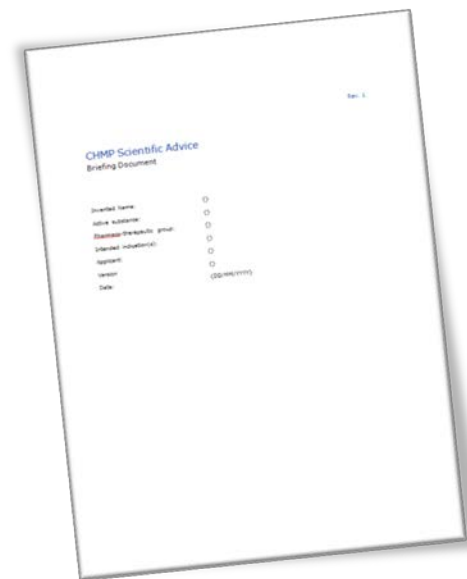 Rev. 1
CHMP Scientific Advice
Briefing Document
Invented Name:
Active substance:
Pharmaco-therapeutic group:
Intended indication(s):
Applicant:
Version
Date: (DD/MM/YYYY)